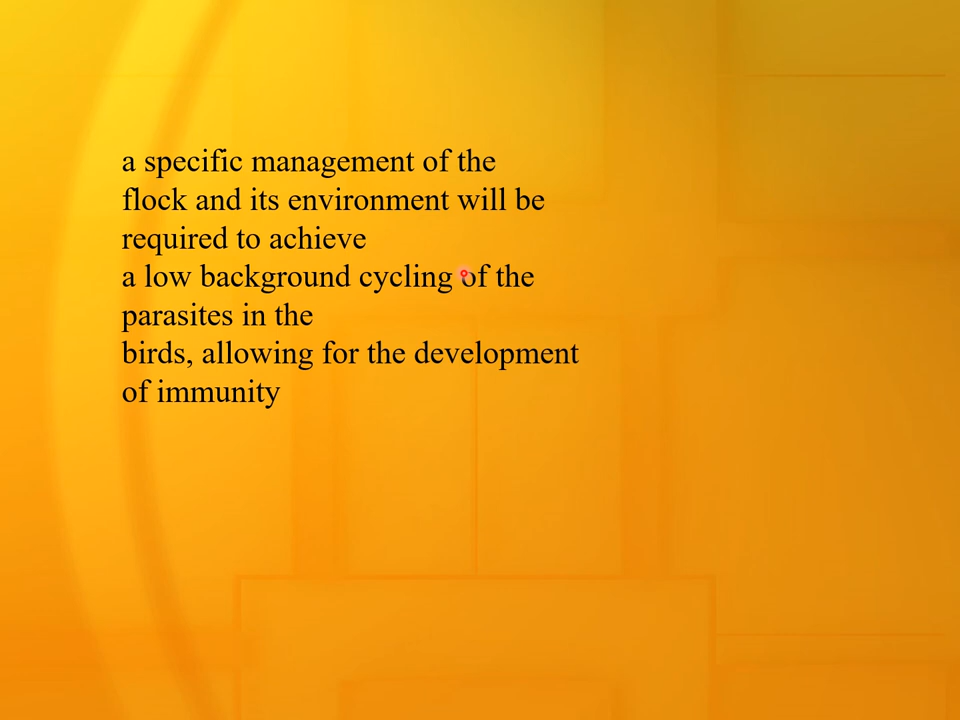 a specific management of the
flock and its environment will be
required to achieve
a low background cycling of the
parasites in the
birds, allowing for the development
of immunity